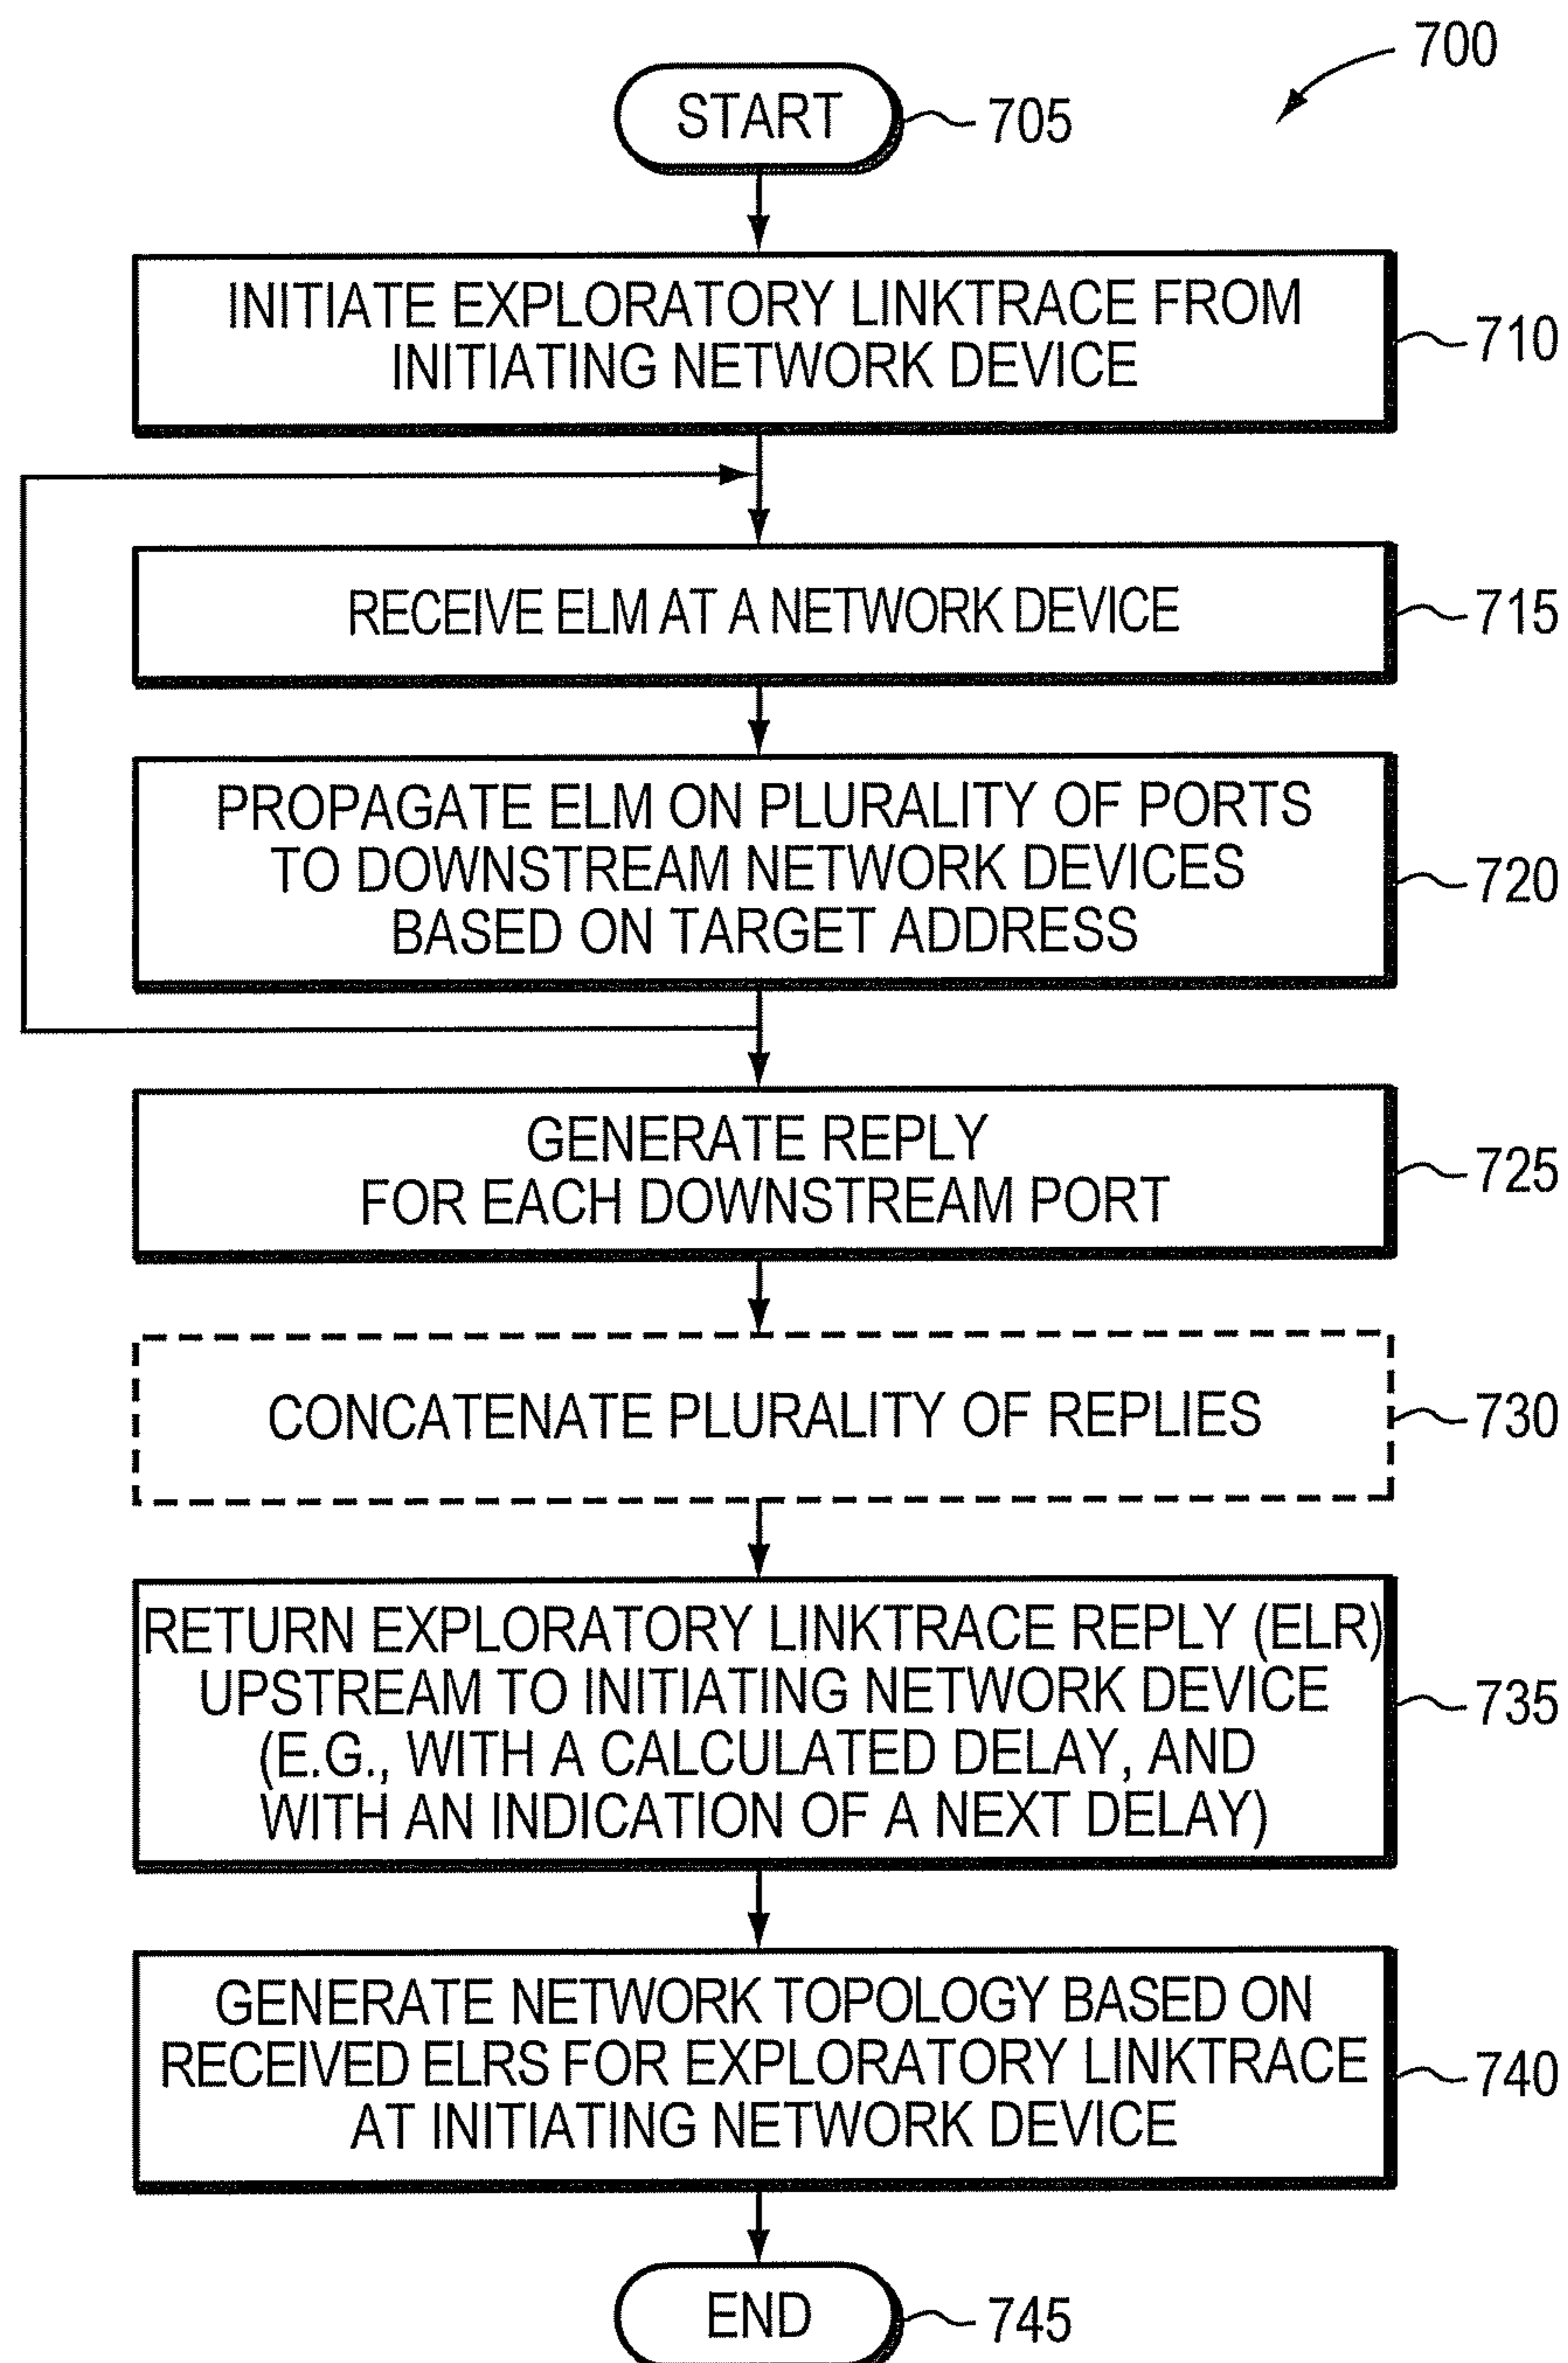 700
START
705
INITIATE EXPLORATORY LINKTRACE FROM
INITIATING NETWORK DEVICE
710
RECEIVE ELM AT A NETWORK DEVICE
715
PROPAGATE ELM ON PLURALITY OF PORTS
TO DOWNSTREAM NETWORK DEVICES
BASED ON TARGET ADDRESS
720
GENERATE REPLY
FOR EACH DOWNSTREAM PORT
725
CONCATENATE PLURALITY OF REPLIES
730
RETURN EXPLORATORY LINKTRACE REPLY (ELR)
UPSTREAM TO INITIATING NETWORK DEVICE
(E.G., WITH A CALCULATED DELAY, AND
WITH AN INDICATION OF A NEXT DELAY)
735
GENERATE NETWORK TOPOLOGY BASED ON
RECEIVED ELRS FOR EXPLORATORY LINKTRACE
AT INITIATING NETWORK DEVICE
740
END
745